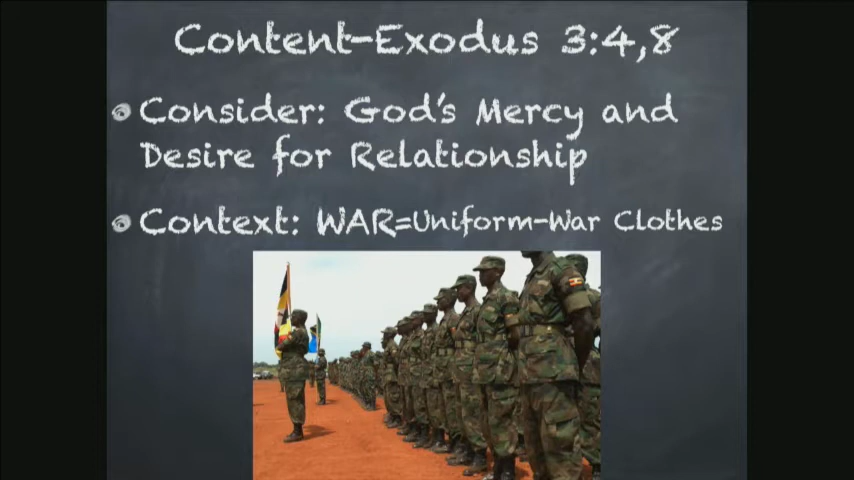 Content-Exodus 3:4,8
Consider: God's Mercy and
Desire for Relationship
Context: WAR=Uniform-War Clothes